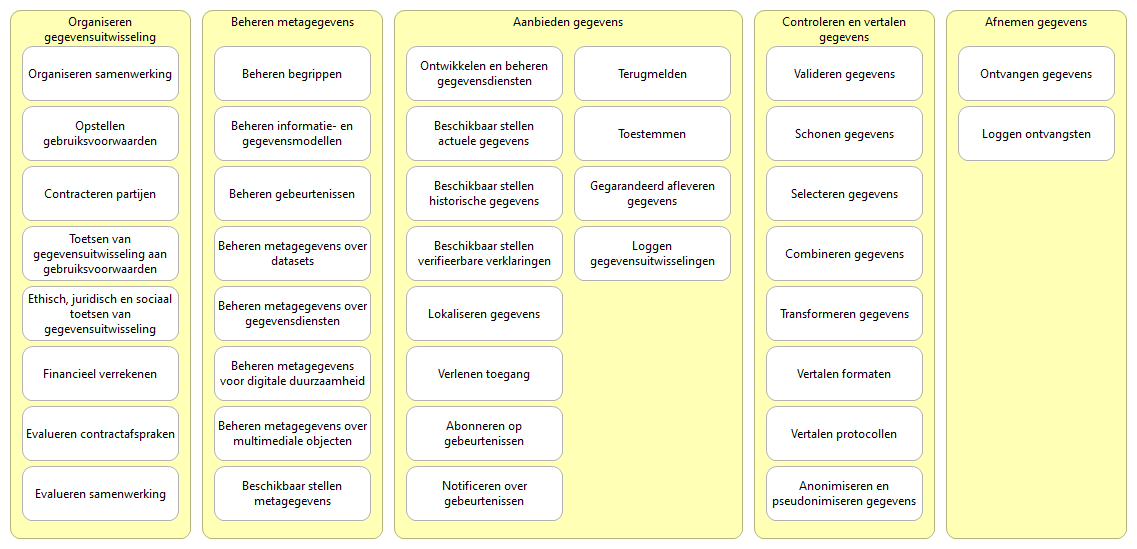 Organiseren
gegevensuitwisseling
Organiseren samenwerking
Opstellen
gebruiksvoorwaarden
Contracteren partijen
Toetsen van
gegevensuitwisseling aan
gebruiksvoorwaarden
Ethisch, juridisch en sociaal
toetsen van
gegevensuitwisseling
Financieel verrekenen
Evalueren contractafspraken
Evalueren samenwerking
Beheren metagegevens
Beheren begrippen
Beheren informatie- en
gegevensmodellen
Beheren gebeurtenissen
Beheren metagegevens over
datasets
Beheren metagegevens over
gegevensdiensten
Beheren metagegevens
voor digitale duurzaamheid
Beheren metagegevens over
multimediale objecten
Beschikbaar stellen
metagegevens
Aanbieden gegevens
Ontwikkelen en beheren
gegevensdiensten
Beschikbaar stellen
actuele gegevens
Beschikbaar stellen
historische gegevens
Beschikbaar stellen
verifieerbare verklaringen
Lokaliseren gegevens
Verlenen toegang
Abonneren op
gebeurtenissen
Notificeren over
gebeurtenissen
Terugmelden
Toestemmen
Gegarandeerd afleveren
gegevens
Loggen
gegevensuitwisselingen
Controleren en vertalen
gegevens
Valideren gegevens
Schonen gegevens
Selecteren gegevens
Combineren gegevens
Transformeren gegevens
Vertalen formaten
Vertalen protocollen
Anonimiseren en
pseudonimiseren gegevens
Afnemen gegevens
Ontvangen gegevens
Loggen ontvangsten